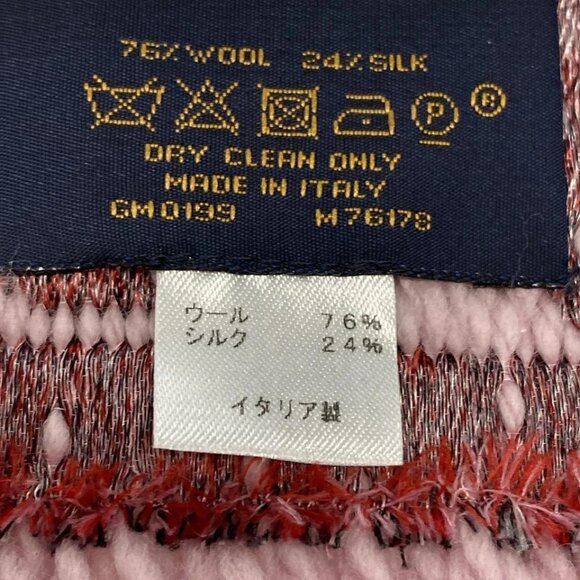 76% WOOL 24% SILK
P ®
DRY CLEAN ONLY
MADE IN ITALY
GM0199 M76178
ウール 76%
シルク 24%
イタリア製